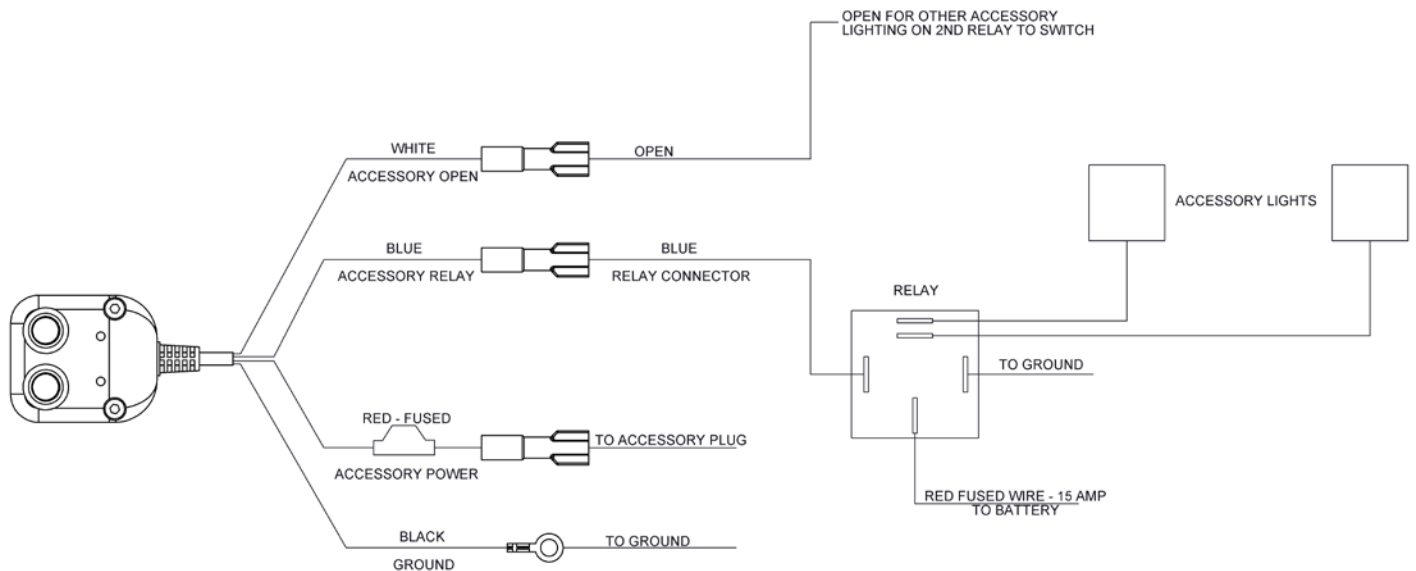 OPEN FOR OTHER ACCESSORY
LIGHTING ON 2ND RELAY TO SWITCH
WHITE
ACCESSORY OPEN
OPEN
BLUE
ACCESSORY RELAY
BLUE
RELAY CONNECTOR
ACCESSORY LIGHTS
RELAY
TO GROUND
RED - FUSED
ACCESSORY POWER
TO ACCESSORY PLUG
RED FUSED WIRE - 15 AMP
TO BATTERY
BLACK
GROUND
TO GROUND